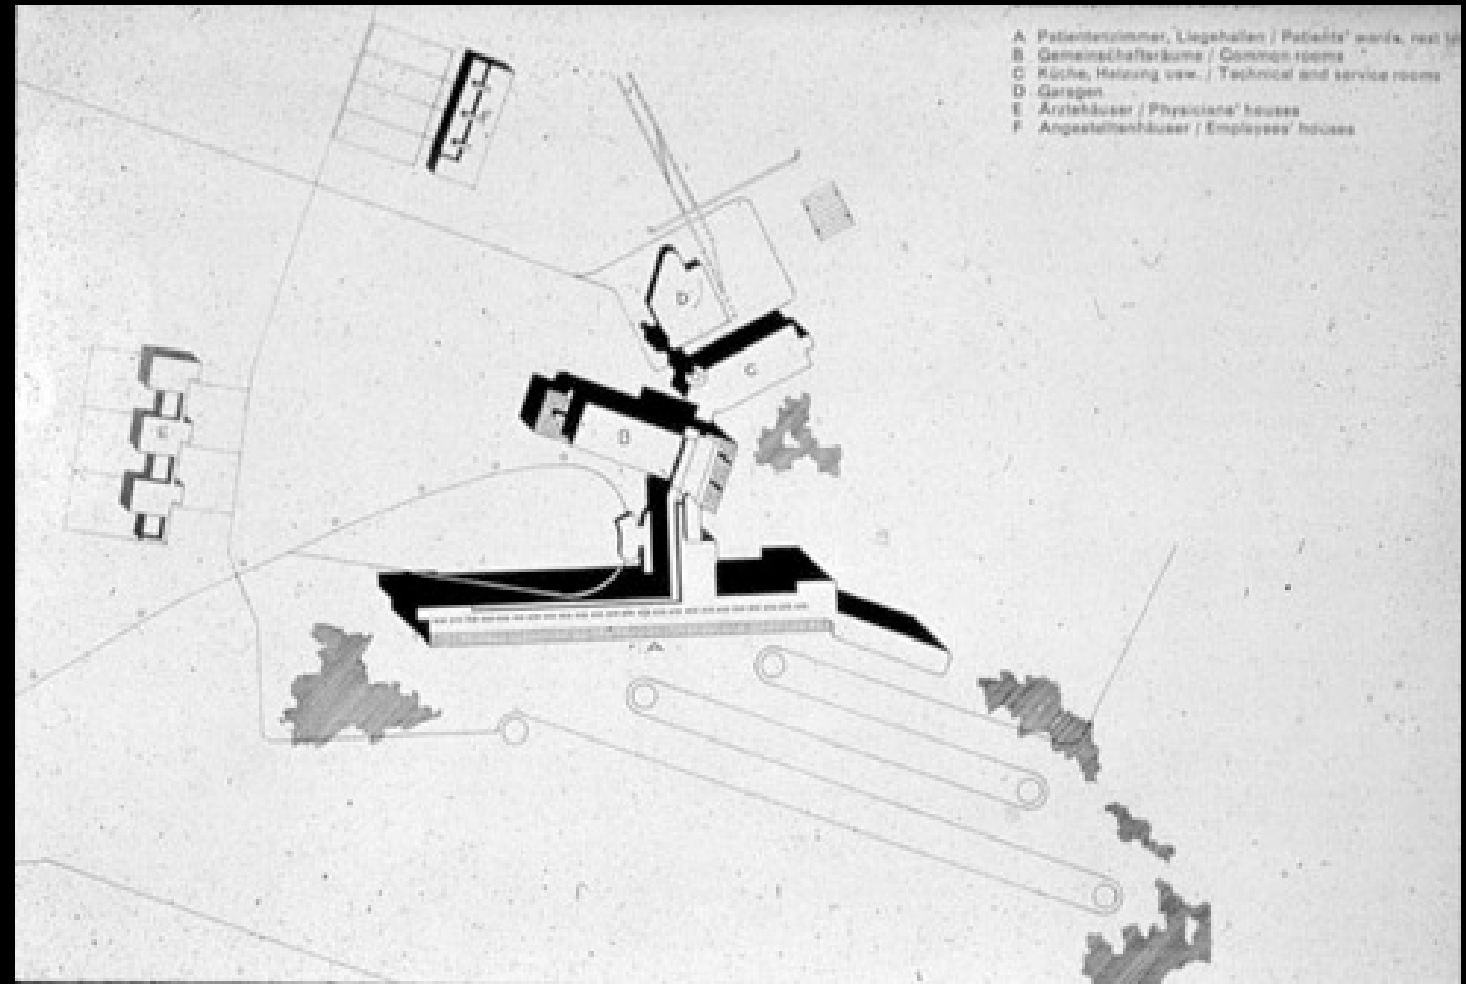 A Patientenzimmer, Liegehallen / Patients' wards, rest
B Gemeinschaftsräume / Common rooms
C Küche, Heizung usw. / Technical and service rooms
D Garagen
E Ärztehäuser / Physicians' houses
F Angestelltenhäuser / Employees' houses
D
C
B
E
A